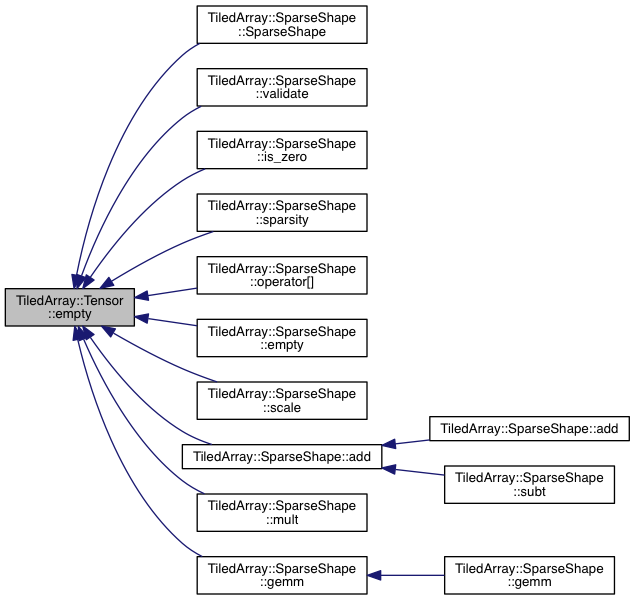 TiledArray::SparseShape
::SparseShape
TiledArray::SparseShape
::validate
TiledArray::SparseShape
::is_zero
TiledArray::SparseShape
::sparsity
TiledArray::SparseShape
::operator[]
TiledArray::Tensor
::empty
TiledArray::SparseShape
::empty
TiledArray::SparseShape
::scale
TiledArray::SparseShape::add
TiledArray::SparseShape::add
TiledArray::SparseShape
::subt
TiledArray::SparseShape
::mult
TiledArray::SparseShape
::gemm
TiledArray::SparseShape
::gemm